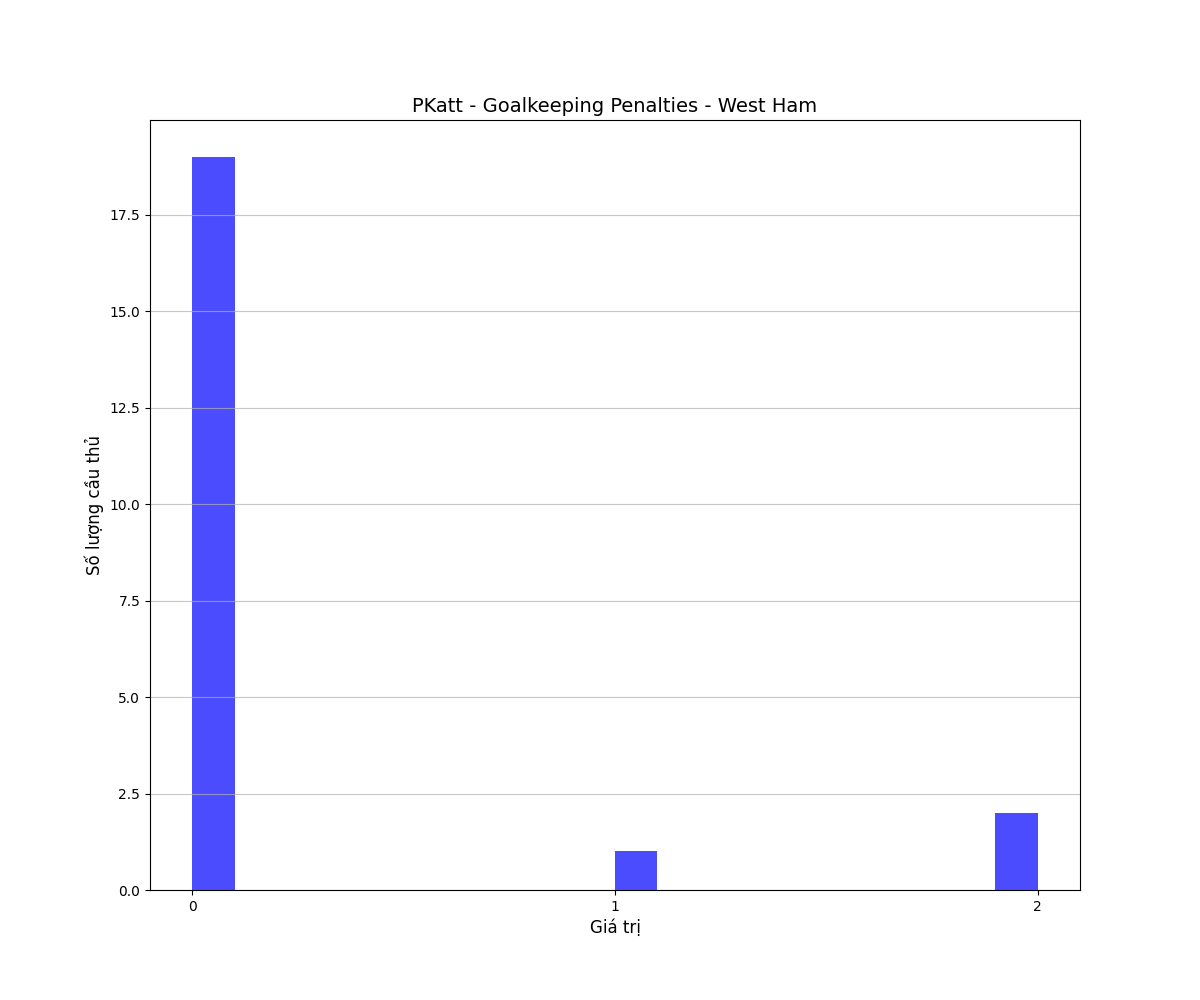 PKatt - Goalkeeping Penalties - West Ham
17.5
15.0
12.5
10.0
7.5
5.0
2.5
0.0
Số lượng cầu thủ
0 1 2
Giá trị